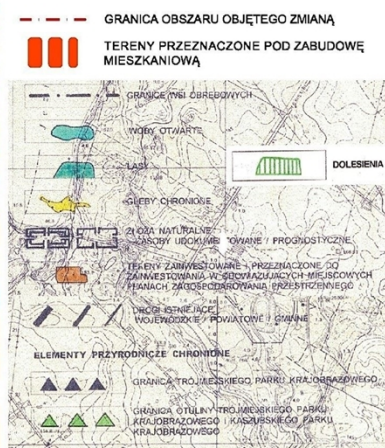 GRANICA OBSZARU OBJĘTEGO ZMIANĄ
TERENY PRZEZNACZONE POD ZABUDOWĘ
MIESZKANIOWĄ
GRANICE WSI OBRĘBOWYCH
WODY OTWARTE
LASY
DOLESIENIA
GLEBY CHRONIONE
ZŁOŻA NATURALNE
ZASOBY UDOKUMENTOWANE / PROGNOSTYCZNE
TERENY ZAINWESTOWANE I PRZEZNACZONE DO
ZAINWESTOWANIA W OBOWIĄZUJĄCYCH MIEJSCOWYCH
PLANACH ZAGOSPODAROWANIA PRZESTRZENNEGO
DROGI ISTNIEJĄCE
WOJEWÓDZKIE / POWIATOWE / GMINNE
ELEMENTY PRZYRODNICZE CHRONIONE
GRANICA TRÓJMIEJSKIEGO PARKU KRAJOBRAZOWEGO
GRANICA OTULINY TRÓJMIEJSKIEGO PARKU
KRAJOBRAZOWEGO I KASZUBSKIEGO PARKU
KRAJOBRAZOWEGO